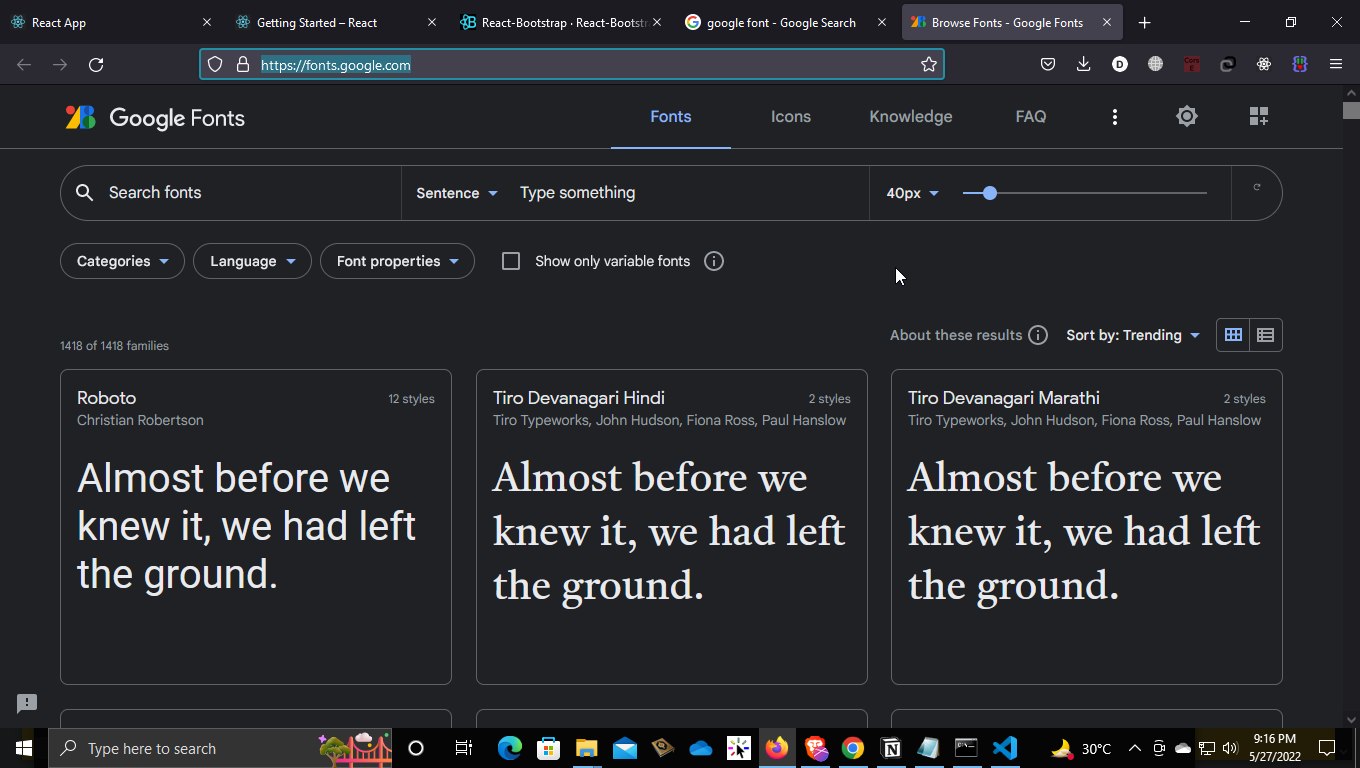 React App
Getting Started – React
React-Bootstrap · React-Bootstr
google font - Google Search
Browse Fonts - Google Fonts
https://fonts.google.com
Google Fonts
Fonts
Icons
Knowledge
FAQ
Search fonts
Sentence
Type something
40px
Categories
Language
Font properties
Show only variable fonts
1418 of 1418 families
About these results
Sort by: Trending
Roboto
12 styles
Christian Robertson
Almost before we
knew it, we had left
the ground.
Tiro Devanagari Hindi
2 styles
Tiro Typeworks, John Hudson, Fiona Ross, Paul Hanslow
Almost before we
knew it, we had left
the ground.
Tiro Devanagari Marathi
2 styles
Tiro Typeworks, John Hudson, Fiona Ross, Paul Hanslow
Almost before we
knew it, we had left
the ground.
Type here to search
30°C
9:16 PM
5/27/2022